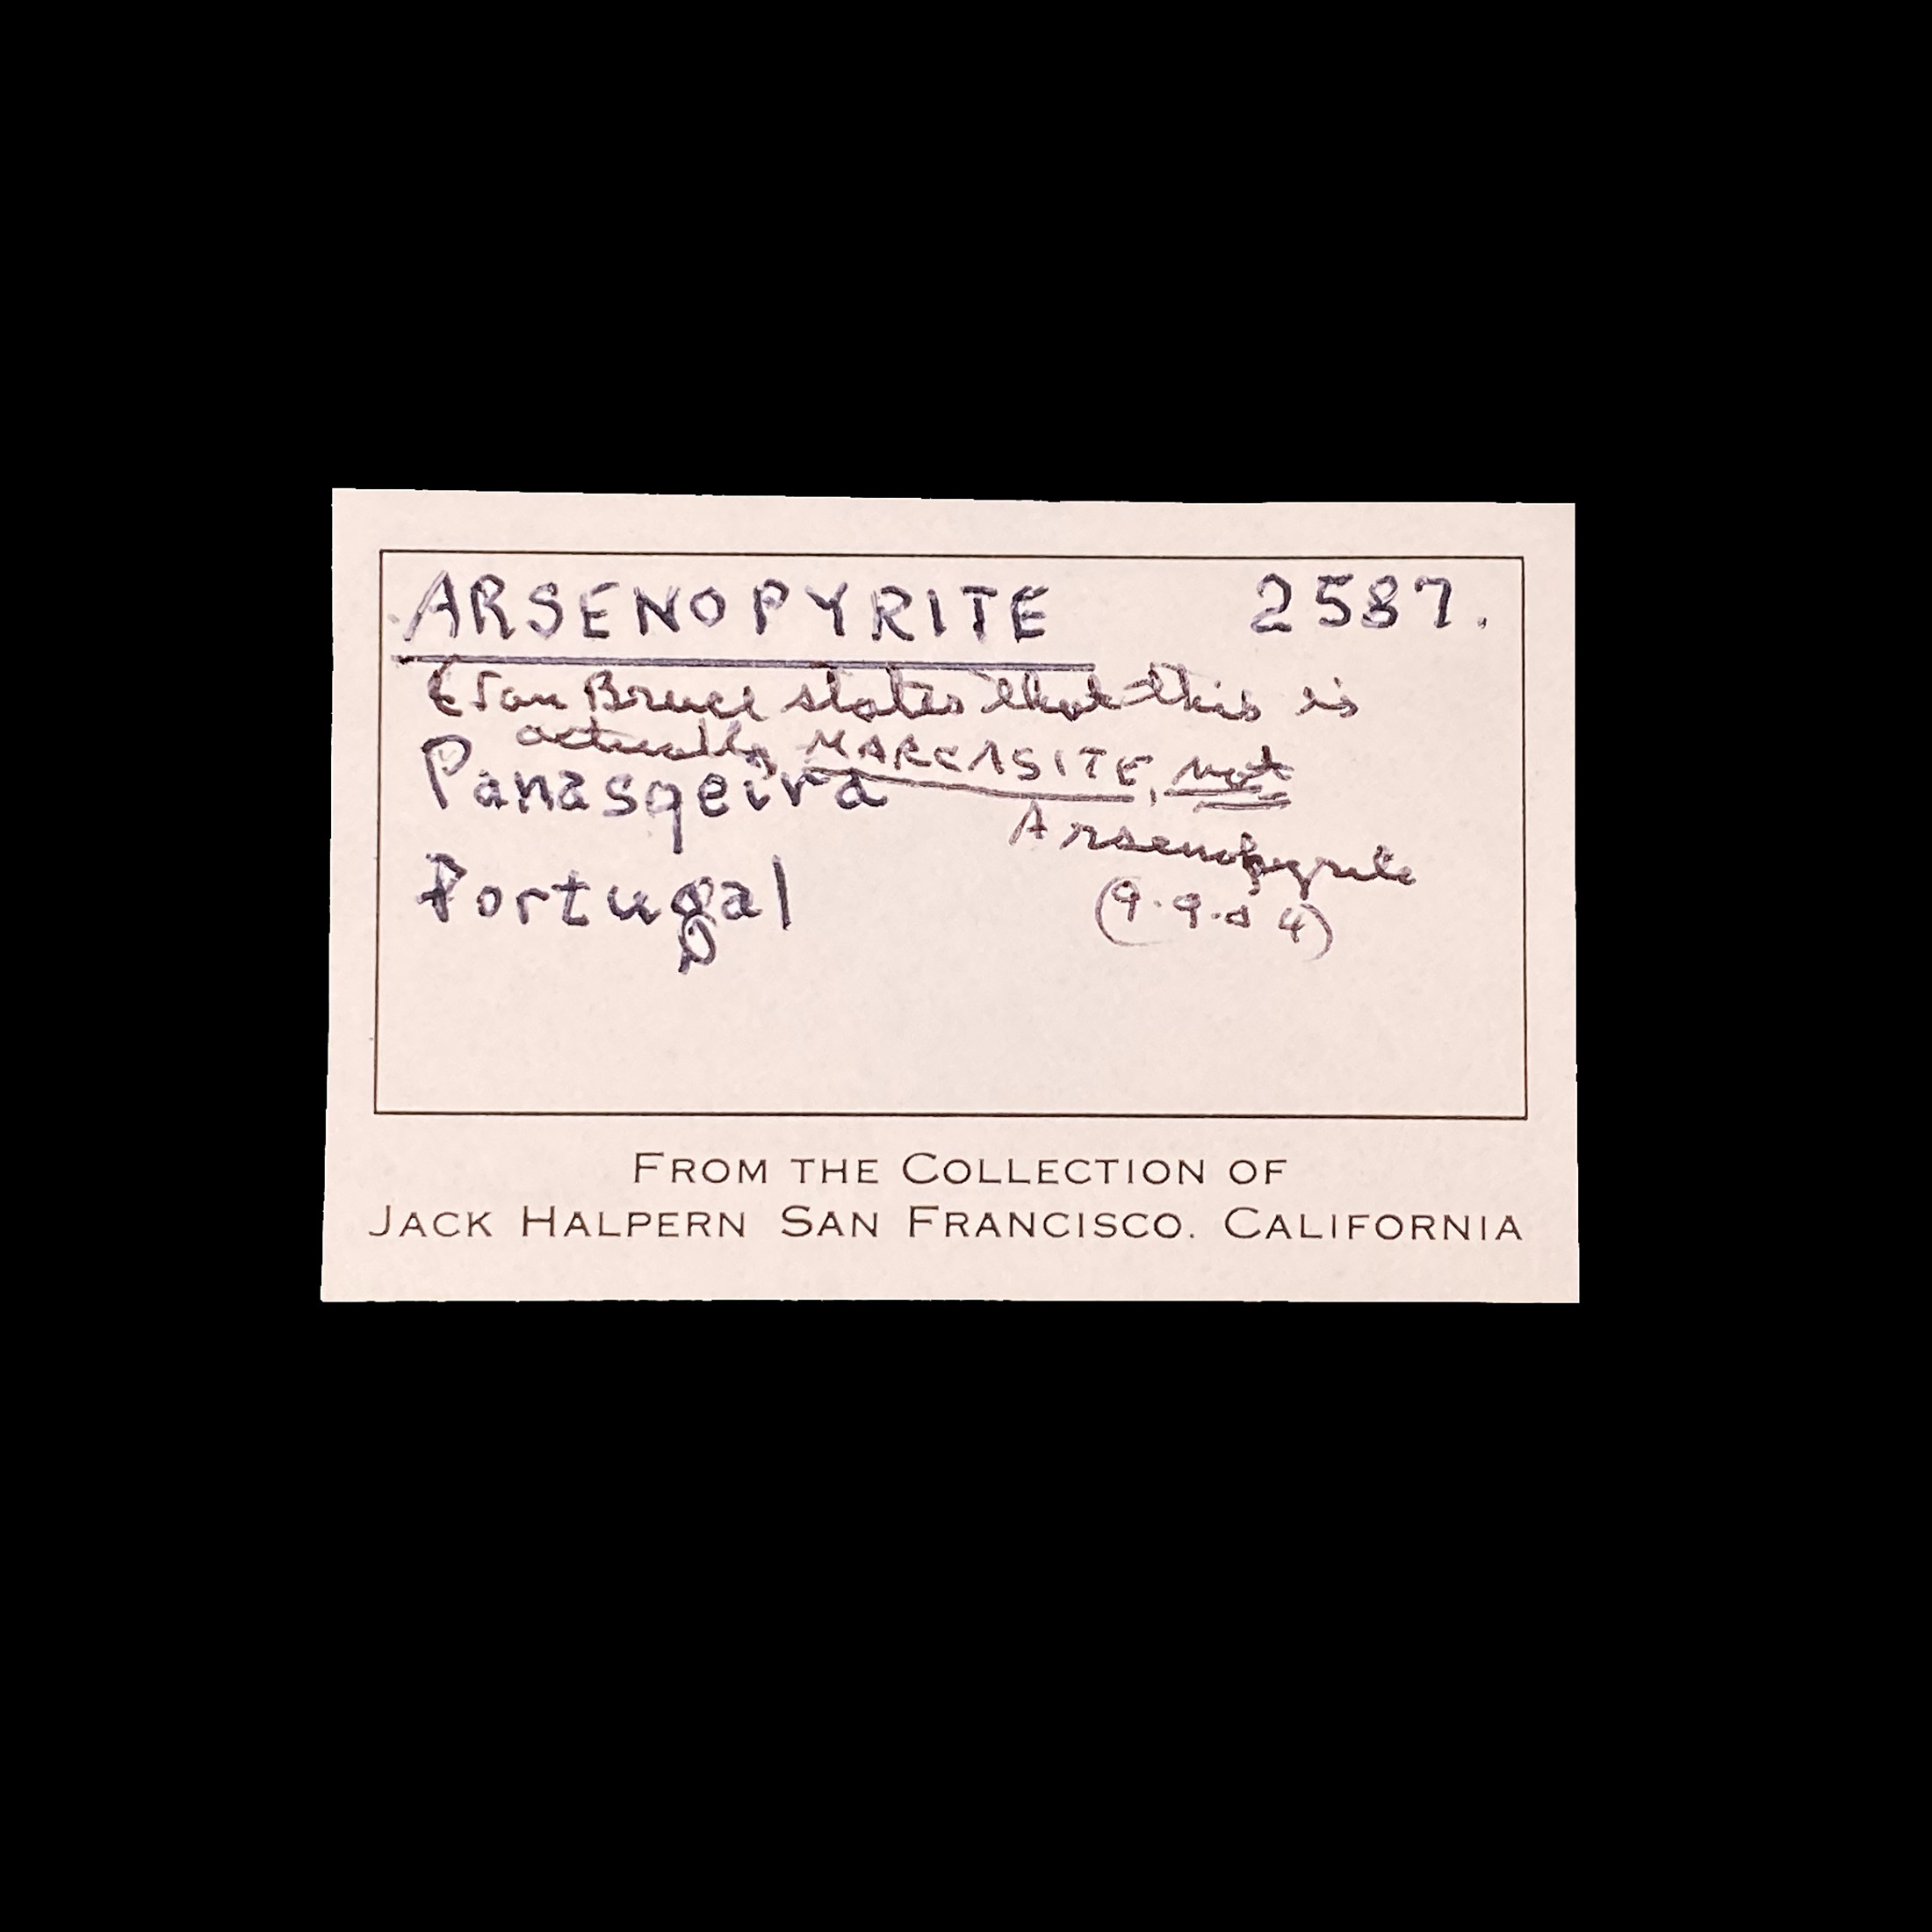 ARSENOPYRITE 2587.
Bruce states that this is
actually MARCASITE, not
Panasqeira
Arsenopyrite
Portugal
(9.9.04)
FROM THE COLLECTION OF
JACK HALPERN SAN FRANCISCO. CALIFORNIA